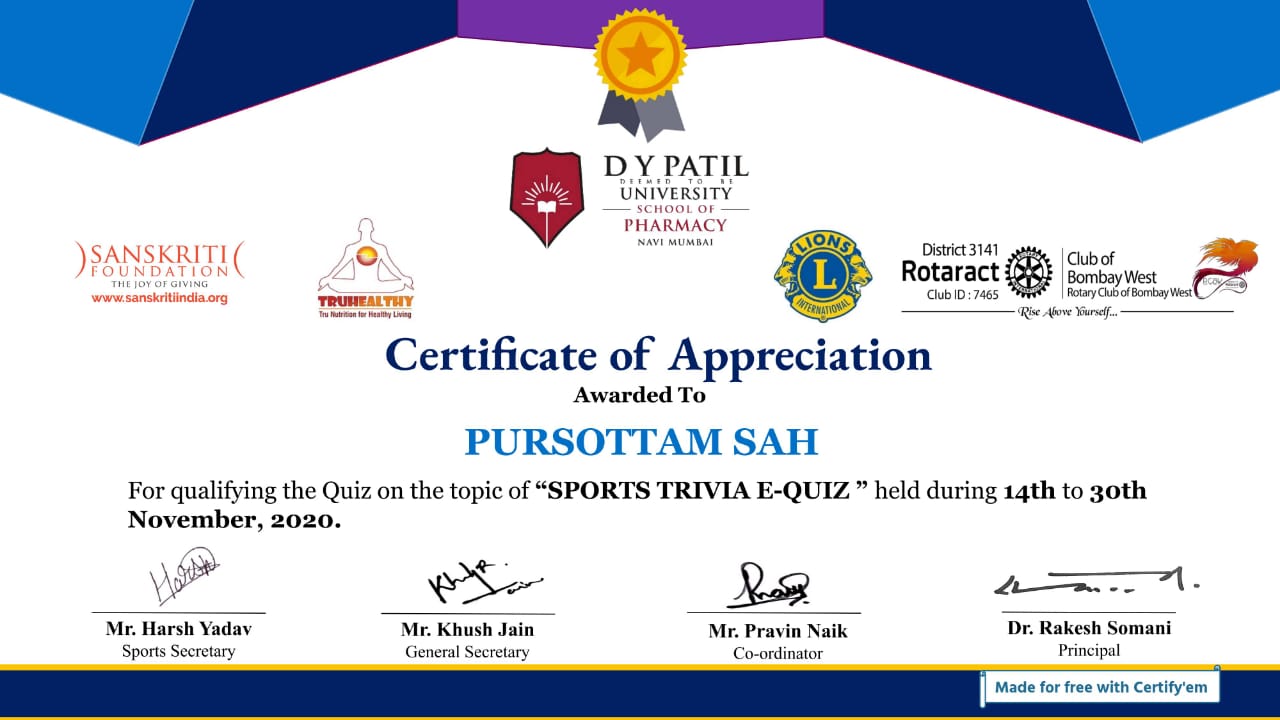 D Y PATIL
DEEMED TO BE
UNIVERSITY
SCHOOL OF
PHARMACY
NAVI MUMBAI
SANSKRITI
FOUNDATION
THE JOY OF GIVING
www.sanskritiindia.org
TRUHEALTHY
Tru Nutrition for Healthy Living
LIONS
L
INTERNATIONAL
District 3141
Rotaract
Club ID : 7465
Club of
Bombay West
Rotary Club of Bombay West
Rise Above Yourself...
Certificate of Appreciation
Awarded To
PURSOTTAM SAH
For qualifying the Quiz on the topic of “SPORTS TRIVIA E-QUIZ ” held during 14th to 30th
November, 2020.
Harsh
Khush
Jain
Mr. Harsh Yadav
Sports Secretary
Mr. Khush Jain
General Secretary
Mr. Pravin Naik
Co-ordinator
Dr. Rakesh Somani
Principal
Made for free with Certify'em